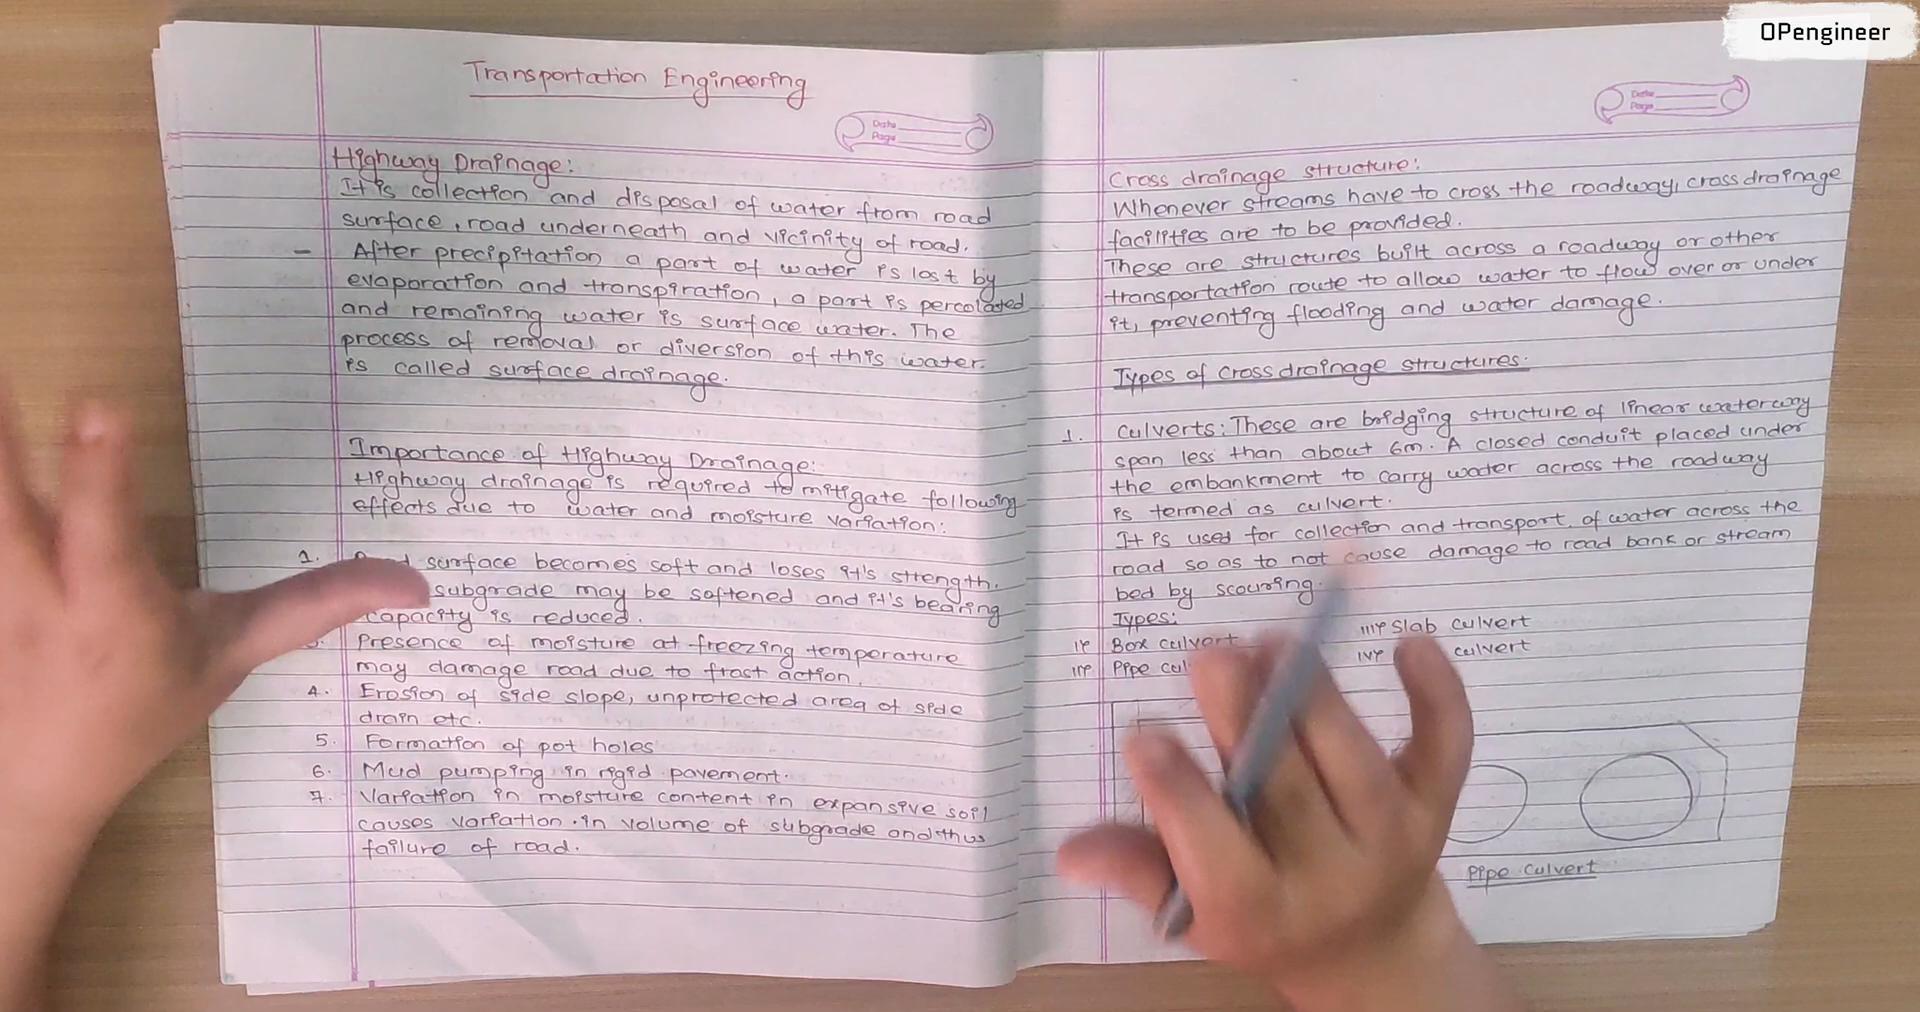 OPengineer
Transportation Engineering
Date
Page
Highway Drainage:
It is collection and disposal of water from road
surface, road underneath and vicinity of road.
- After precipitation a part of water is lost by
evaporation and transpiration, a part is percolated
and remaining water is surface water. The
process of removal or diversion of this water
is called surface drainage.
Importance of Highway Drainage:
Highway drainage is required to mitigate following
effects due to water and moisture variation:
1. surface becomes soft and loses it's strength.
subgrade may be softened and it's bearing
capacity is reduced.
Presence of moisture at freezing temperature
may damage road due to frost action.
4. Erosion of side slope, unprotected area of side
drain etc.
5. Formation of pot holes
6. Mud pumping in rigid pavement.
7. Variation in moisture content in expansive soil
causes variation in volume of subgrade and thus
failure of road.
Date
Page
Cross drainage structure:
Whenever streams have to cross the roadway, cross drainage
facilities are to be provided.
These are structures built across a roadway or other
transportation route to allow water to flow over or under
it, preventing flooding and water damage.
Types of cross drainage structures:
1. Culverts: These are bridging structure of linear waterway
span less than about 6m. A closed conduit placed under
the embankment to carry water across the roadway
is termed as culvert.
It is used for collection and transport of water across the
road so as to not cause damage to road bank or stream
bed by scouring.
Types:
i) Box culvert iii) Slab culvert
ii) Pipe iv) culvert
Pipe culvert